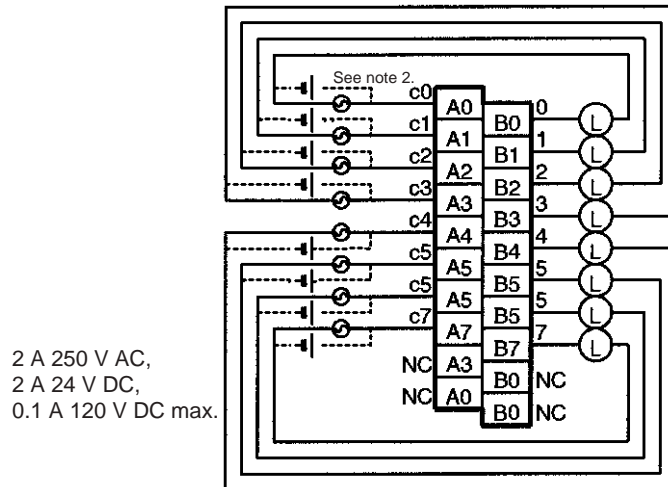 See note 2.
c0 A0 0
B0 L
c1 A1 1
B1 L
c2 A2 2
B2 L
c3 A3 3
B3 L
c4 A4 4
B4 L
c5 A5 5
B5 L
c5 A5 5
B5 L
c7 A7 7
B7 L
NC A3
B0 NC
NC A0
B0 NC
2 A 250 V AC,
2 A 24 V DC,
0.1 A 120 V DC max.